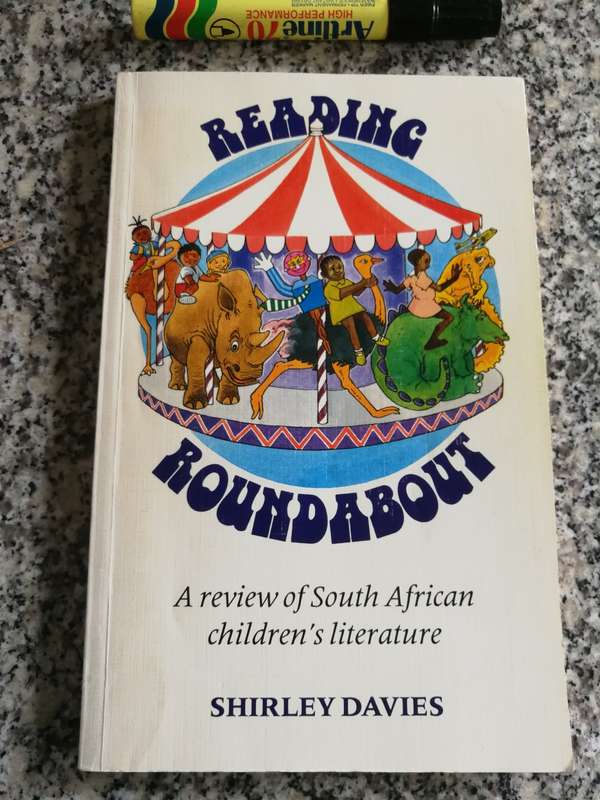 Artline 70
HIGH PERFORMANCE
READING
ROUNDABOUT
A review of South African
children's literature
SHIRLEY DAVIES